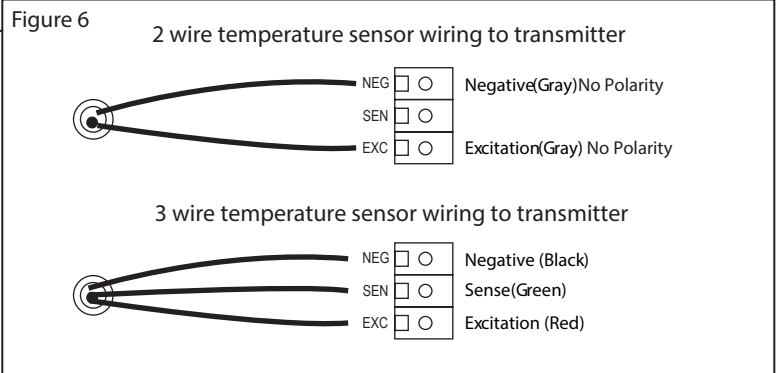 Figure 6
2 wire temperature sensor wiring to transmitter
NEG Negative(Gray)No Polarity
SEN
EXC Excitation(Gray) No Polarity
3 wire temperature sensor wiring to transmitter
NEG Negative (Black)
SEN Sense(Green)
EXC Excitation (Red)